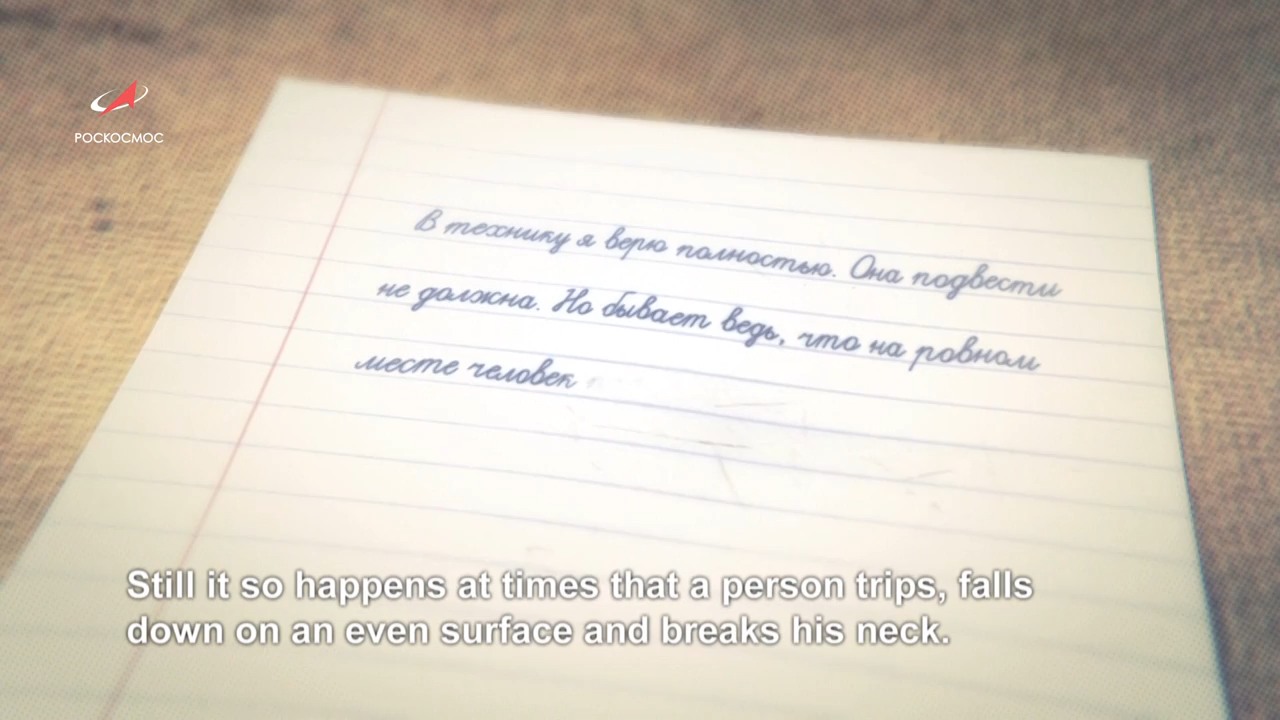 РОСКОСМОС
В технику я верю полностью. Она подвести
не должна. Но бывает ведь, что на ровном
месте человек
Still it so happens at times that a person trips, falls
down on an even surface and breaks his neck.